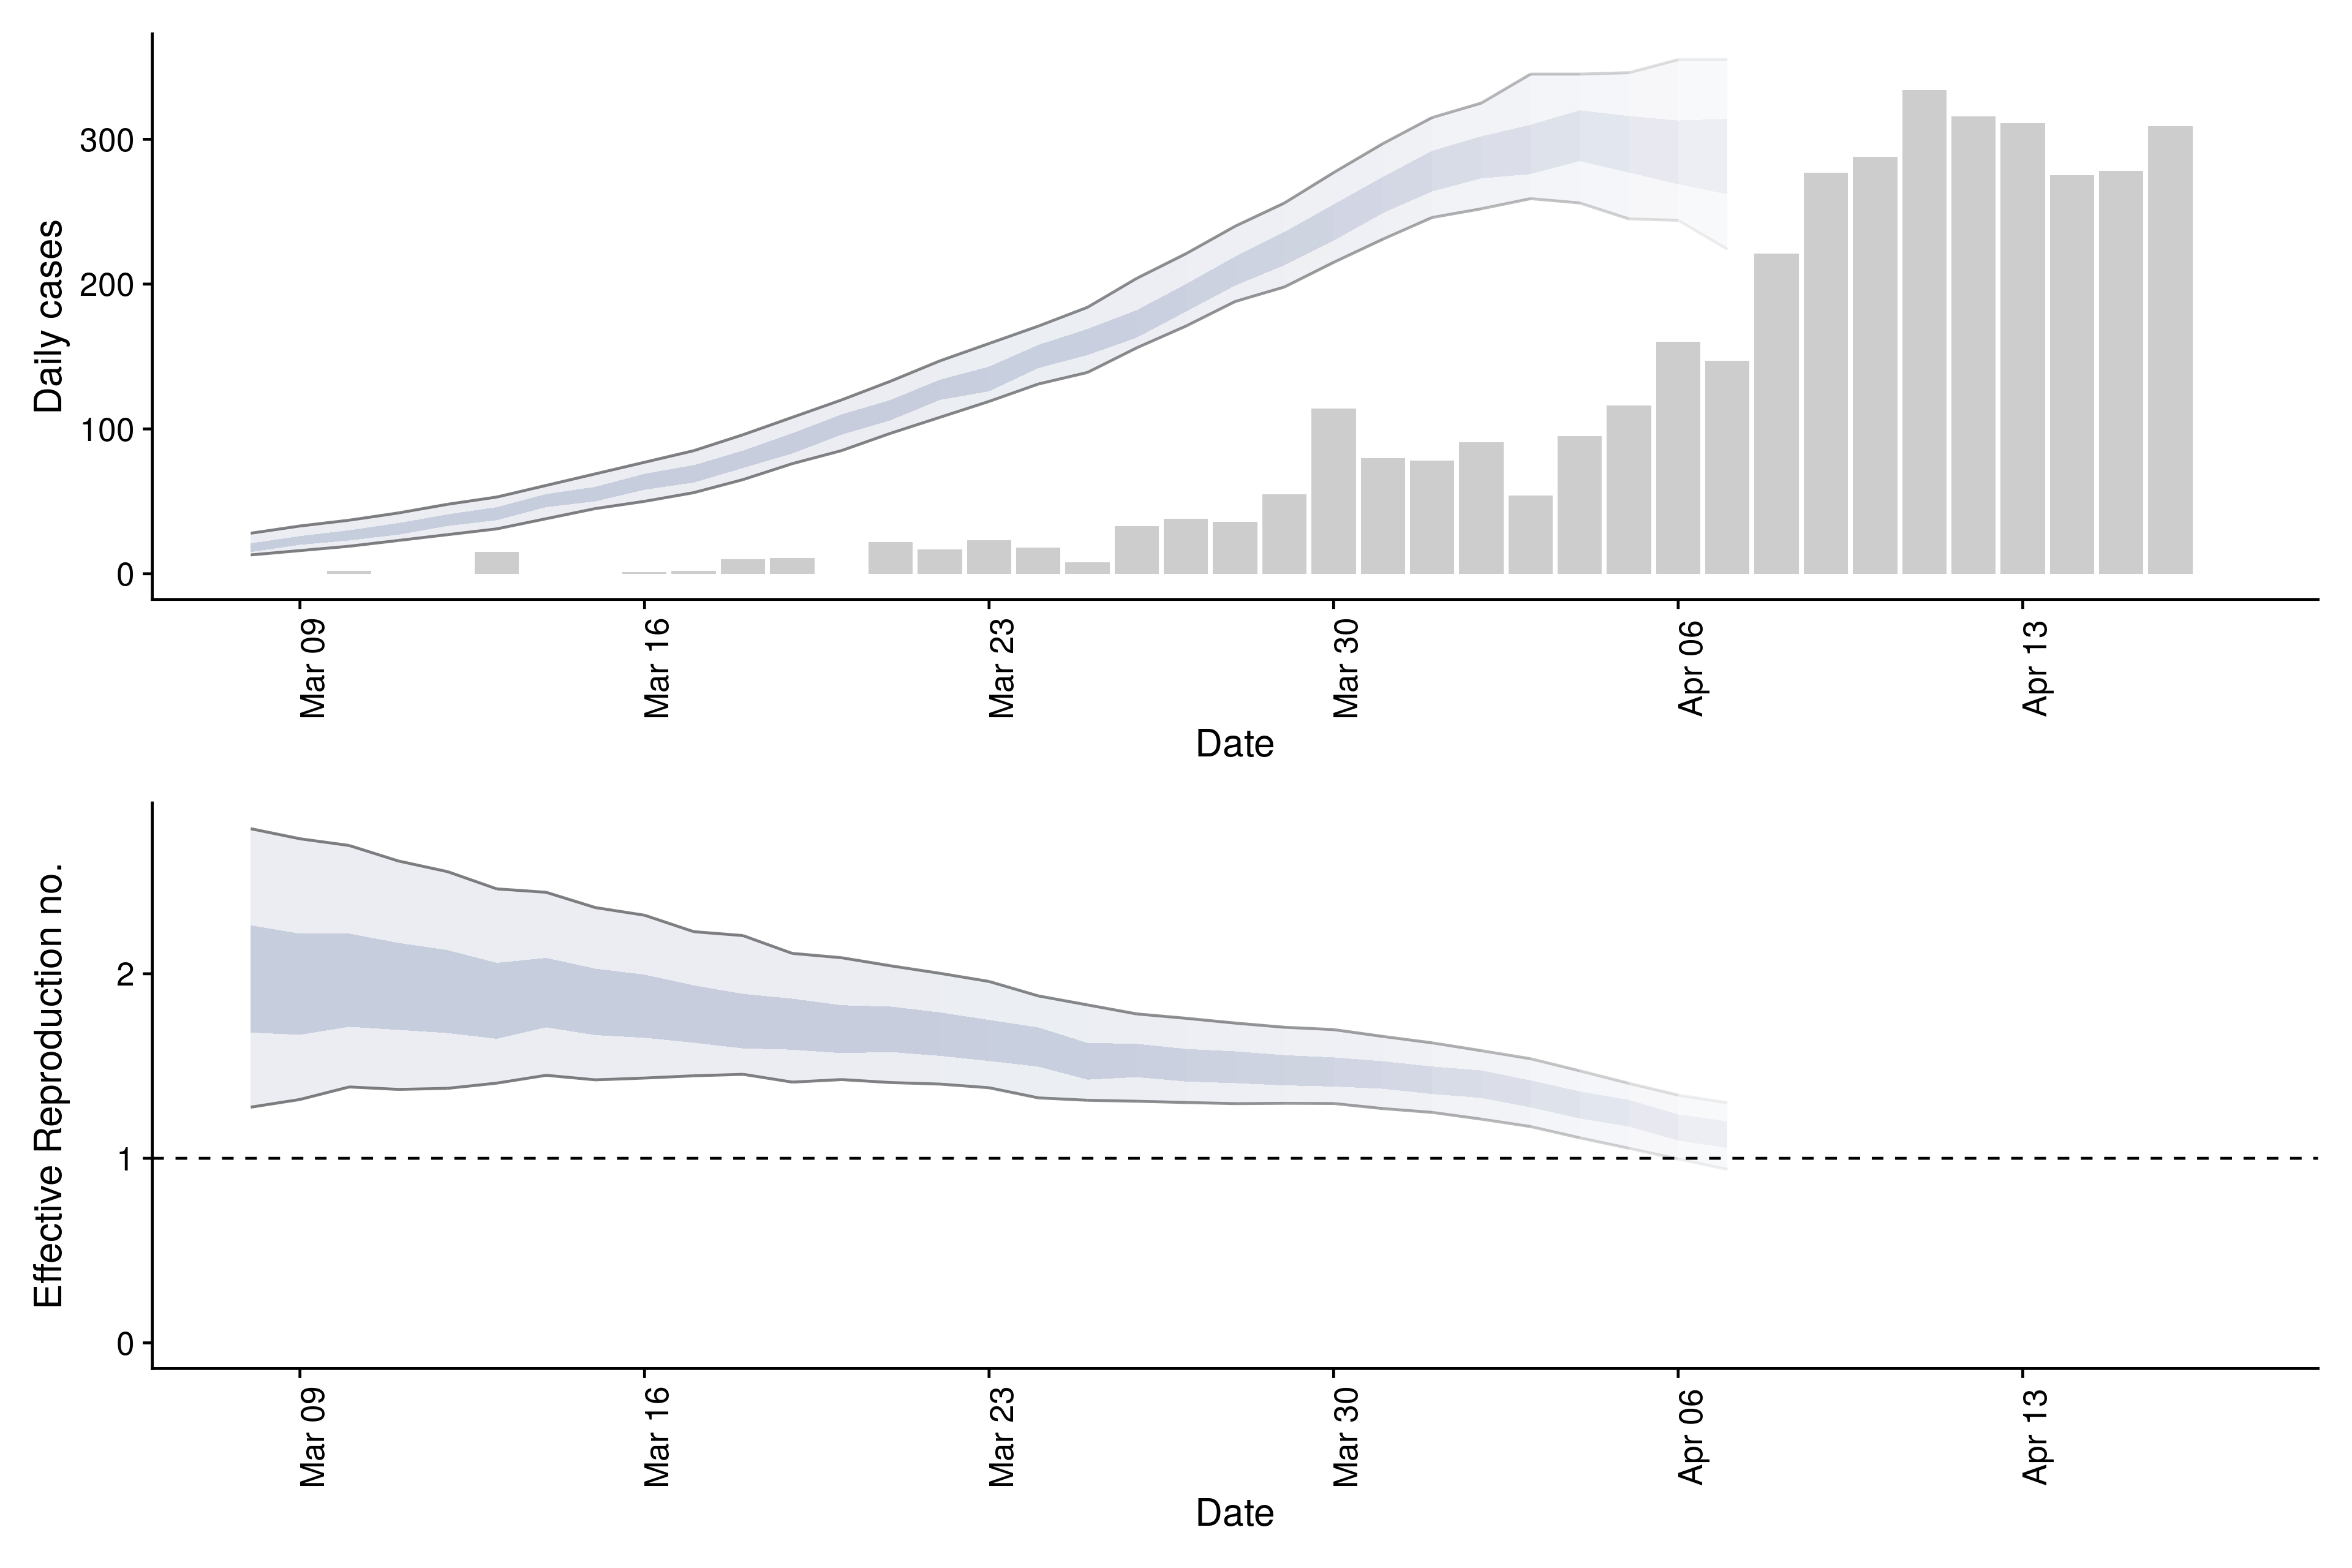 Daily cases
300
200
100
0
Mar 09
Mar 16
Mar 23
Mar 30
Apr 06
Apr 13
Date
Effective Reproduction no.
2
1
0
Mar 09
Mar 16
Mar 23
Mar 30
Apr 06
Apr 13
Date